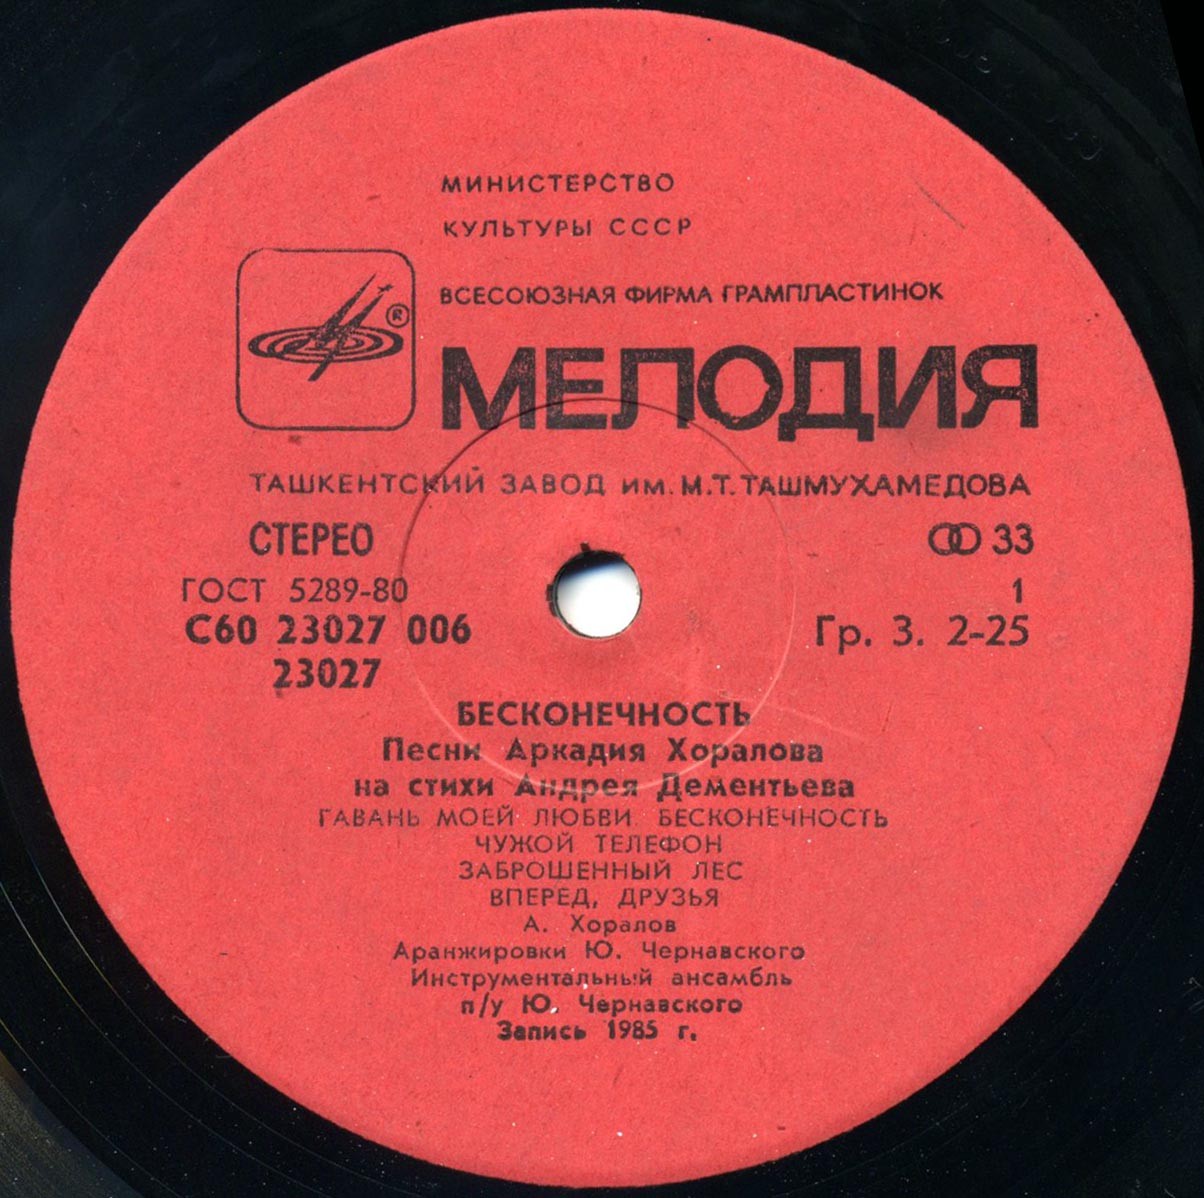 МИНИСТЕРСТВО
КУЛЬТУРЫ СССР
ВСЕСОЮЗНАЯ ФИРМА ГРАМПЛАСТИНОК
®
МЕЛОДИЯ
ТАШКЕНТСКИЙ ЗАВОД ИМ. М.Т. ТАШМУХАМЕДОВА
СТЕРЕО 33
ГОСТ 5289-80 1
С60 23027 006 Гр. 3. 2-25
23027
БЕСКОНЕЧНОСТЬ
Песни Аркадия Хоралова
на стихи Андрея Дементьева
ГАВАНЬ МОЕЙ ЛЮБВИ. БЕСКОНЕЧНОСТЬ
ЧУЖОЙ ТЕЛЕФОН
ЗАБРОШЕННЫЙ ЛЕС
ВПЕРЕД, ДРУЗЬЯ
А. Хоралов
Аранжировки Ю. Чернавского
Инструментальный ансамбль
п/у Ю. Чернавского
Запись 1985 г.